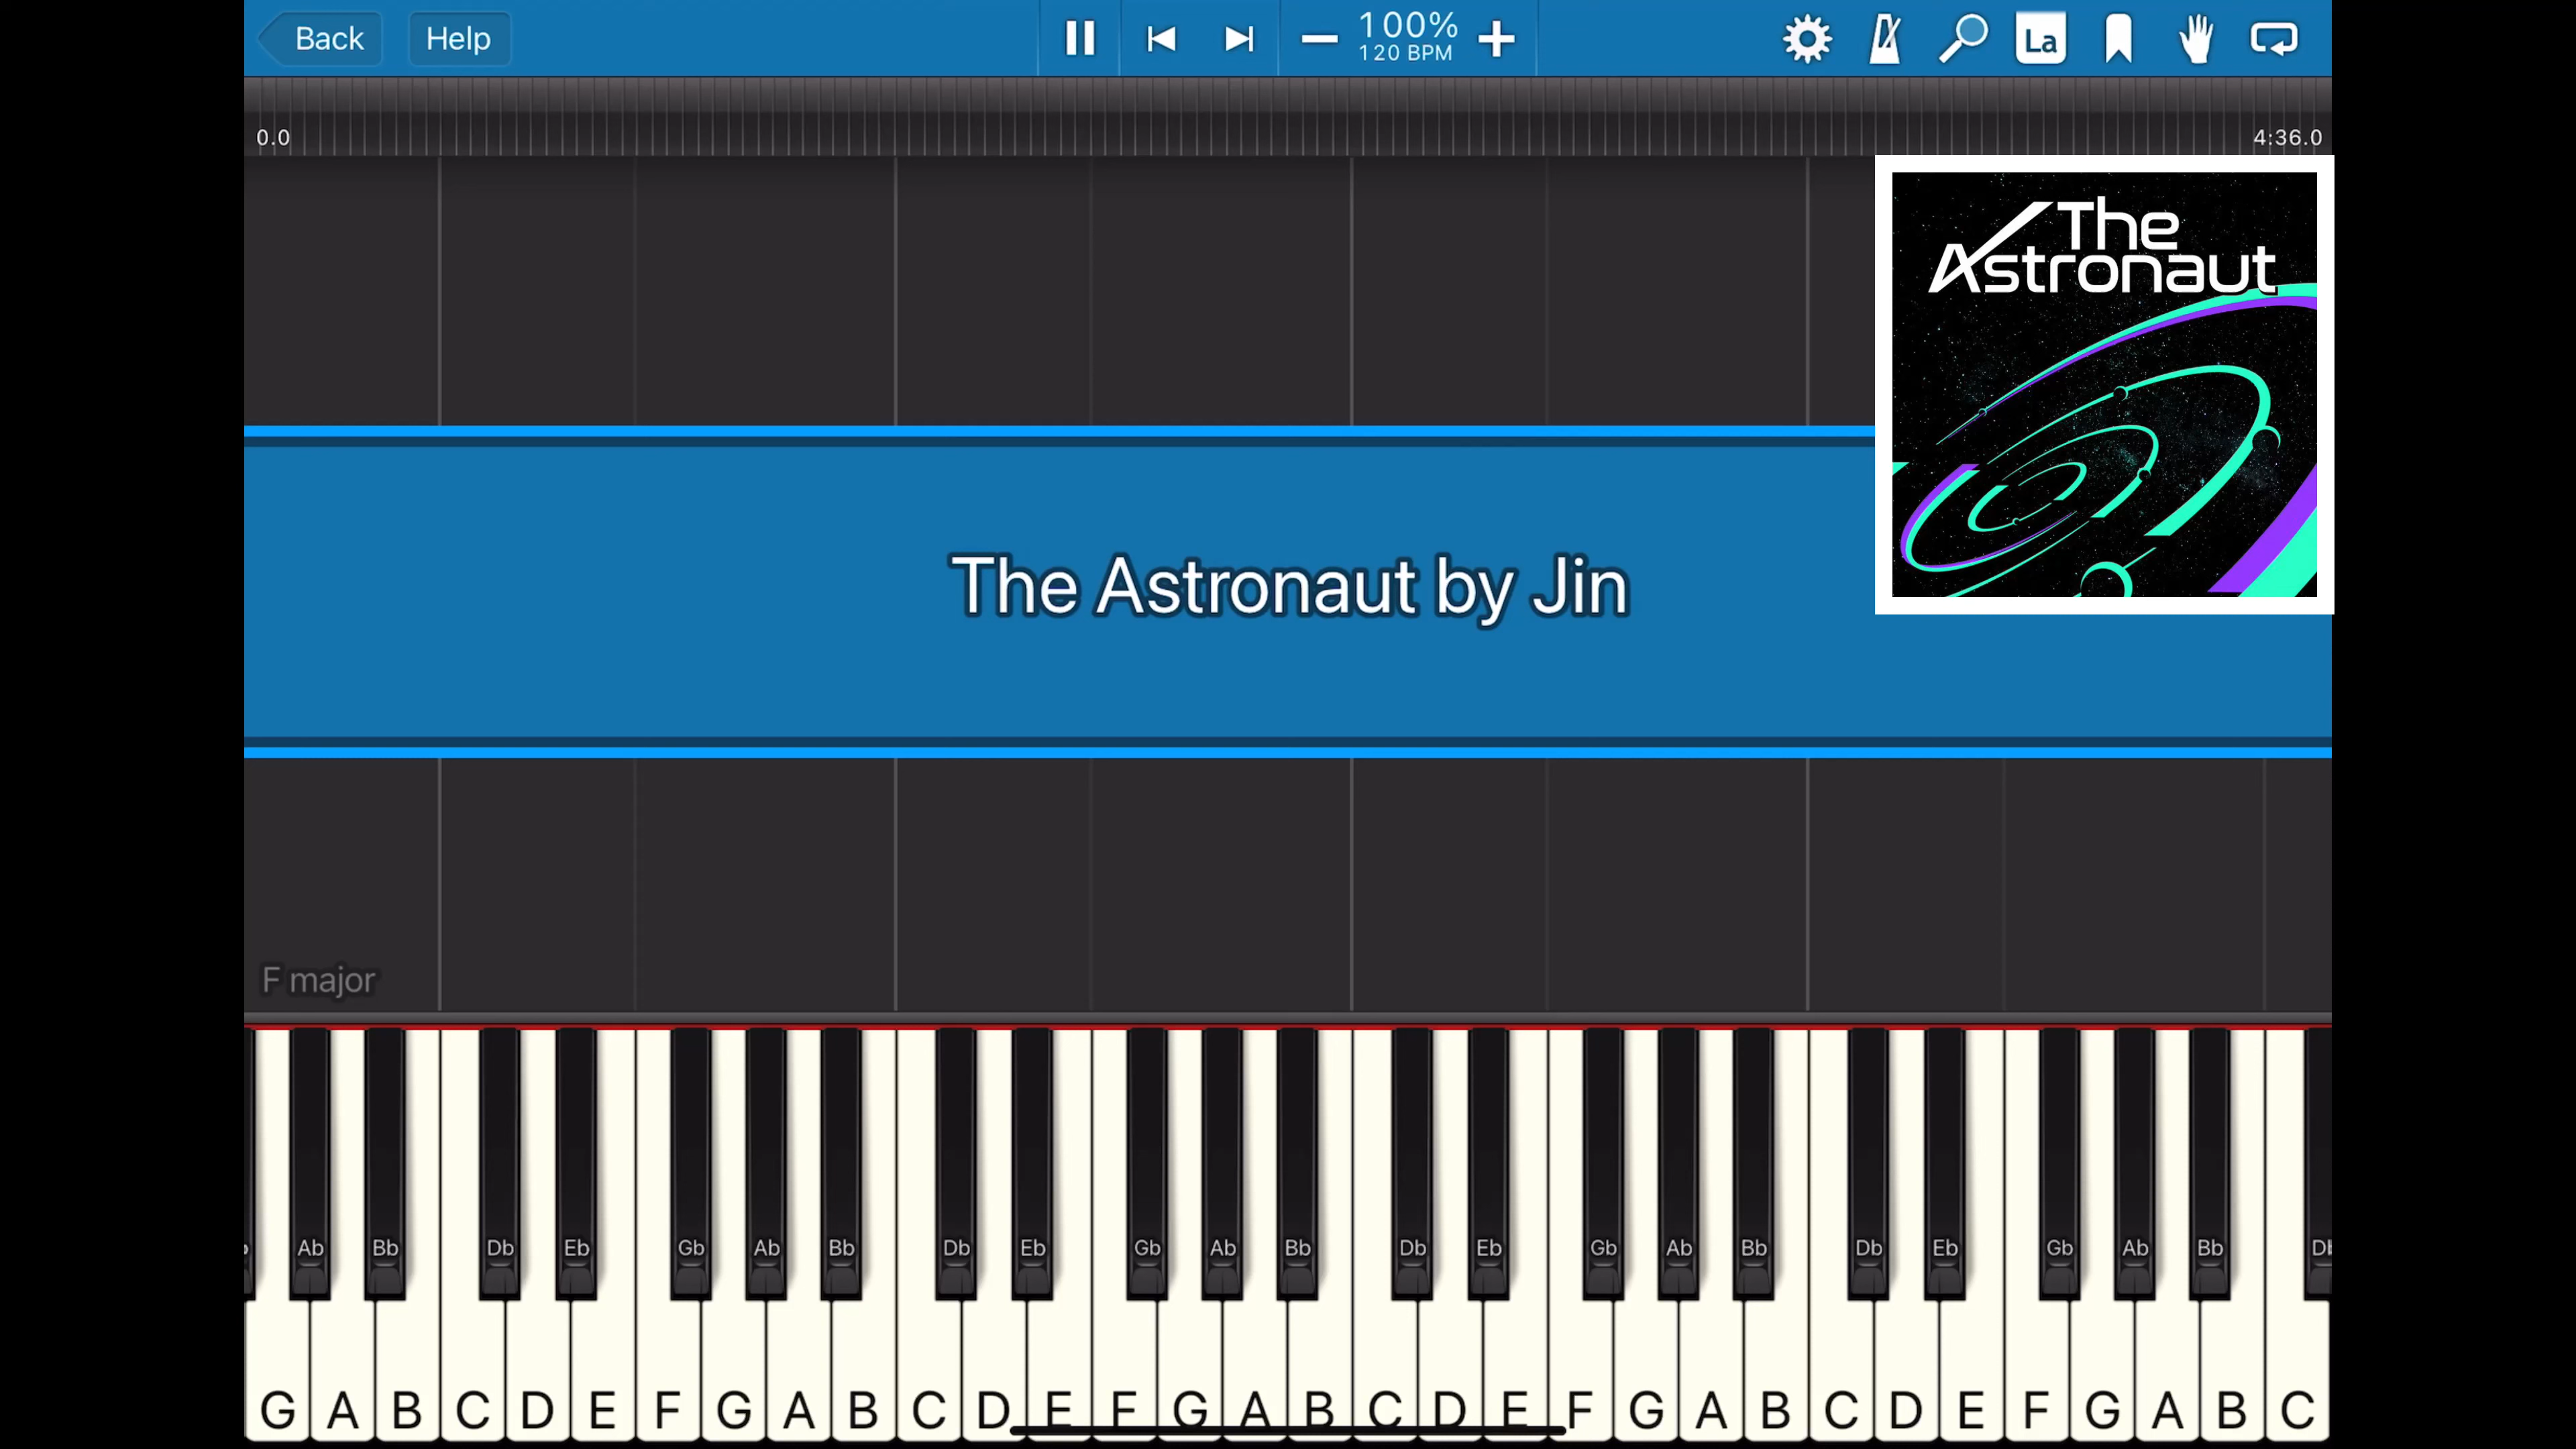 Back Help 100% La
120 BPM
0.0 4:36.0
The
Astronaut
The Astronaut by Jin
F major
Ab Bb Db Eb Gb Ab Bb Db Eb Gb Ab Bb Db Eb Gb Ab Bb Db Eb Gb Ab Bb
G A B C D E F G A B C D E F G A B C D E F G A B C D E F G A B C